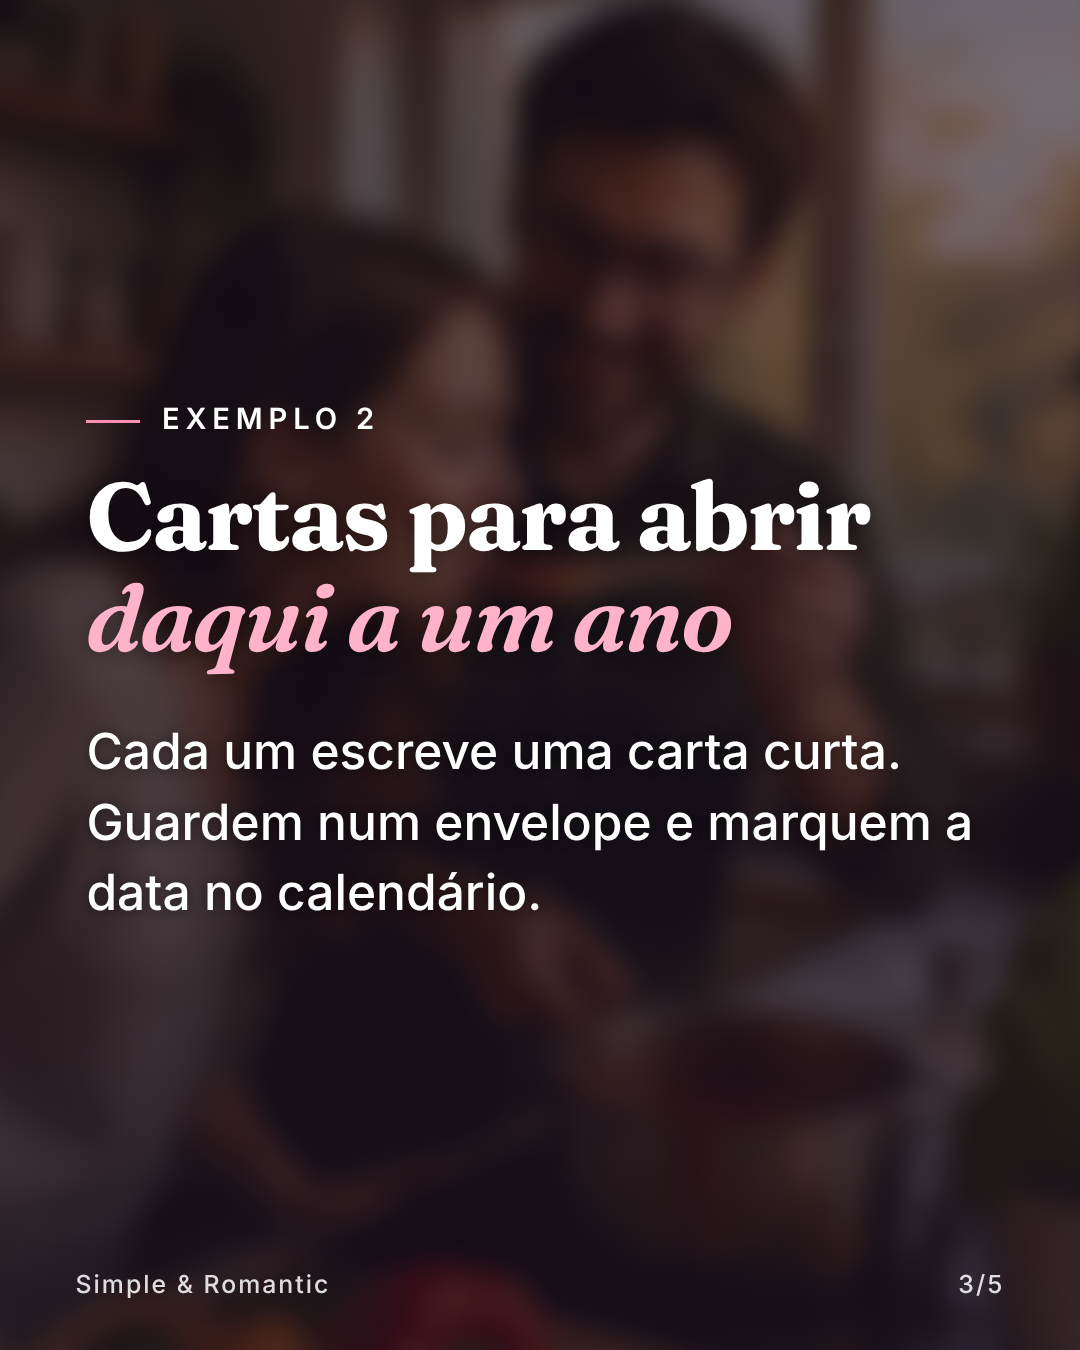 EXEMPLO 2
Cartas para abrir
daqui a um ano
Cada um escreve uma carta curta.
Guardem num envelope e marquem a
data no calendário.
Simple & Romantic
3/5